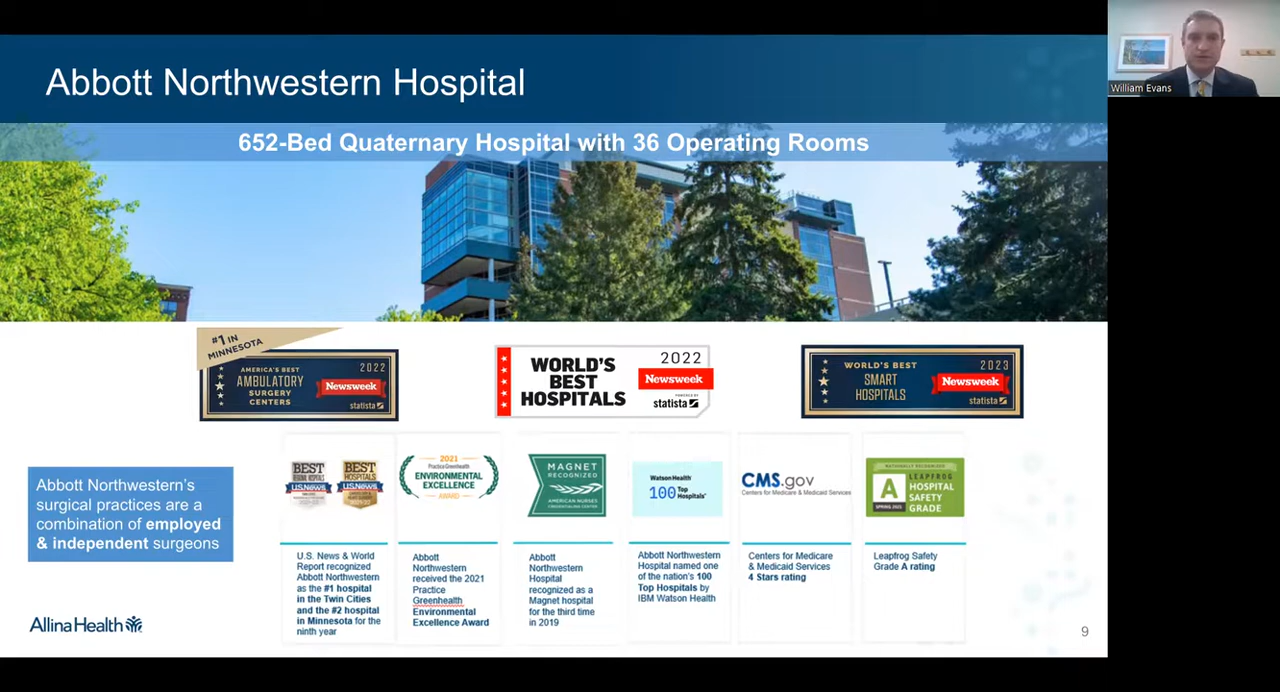 Abbott Northwestern Hospital
William Evans
652-Bed Quaternary Hospital with 36 Operating Rooms
#1 IN
MINNESOTA
AMERICA'S BEST
AMBULATORY
SURGERY
CENTERS
2022
Newsweek
statista
WORLD'S
BEST
HOSPITALS
2022
Newsweek
POWERED BY
statista
WORLD'S BEST
SMART
HOSPITALS
2023
Newsweek
statista
Abbott Northwestern's
surgical practices are a
combination of employed
& independent surgeons
BEST
REGIONAL HOSPITALS
U.S.News
BEST
HOSPITALS
U.S.News
2021
Practice Greenhealth
ENVIRONMENTAL
EXCELLENCE
AWARD
MAGNET
RECOGNIZED
AMERICAN NURSES
CREDENTIALING CENTER
Watson Health
100 Top
Hospitals
CMS.gov
Centers for Medicare & Medicaid Services
NATIONALLY RECOGNIZED
A
LEAPFROG
HOSPITAL
SAFETY
GRADE
U.S. News & World
Report recognized
Abbott Northwestern
as the #1 hospital
in the Twin Cities
and the #2 hospital
in Minnesota for the
ninth year
Abbott
Northwestern
received the 2021
Practice
Greenhealth
Environmental
Excellence Award
Abbott
Northwestern
Hospital
recognized as a
Magnet hospital
for the third time
in 2019
Abbott Northwestern
Hospital named one
of the nation's 100
Top Hospitals by
IBM Watson Health
Centers for Medicare
& Medicaid Services
4 Stars rating
Leapfrog Safety
Grade A rating
Allina Health
9